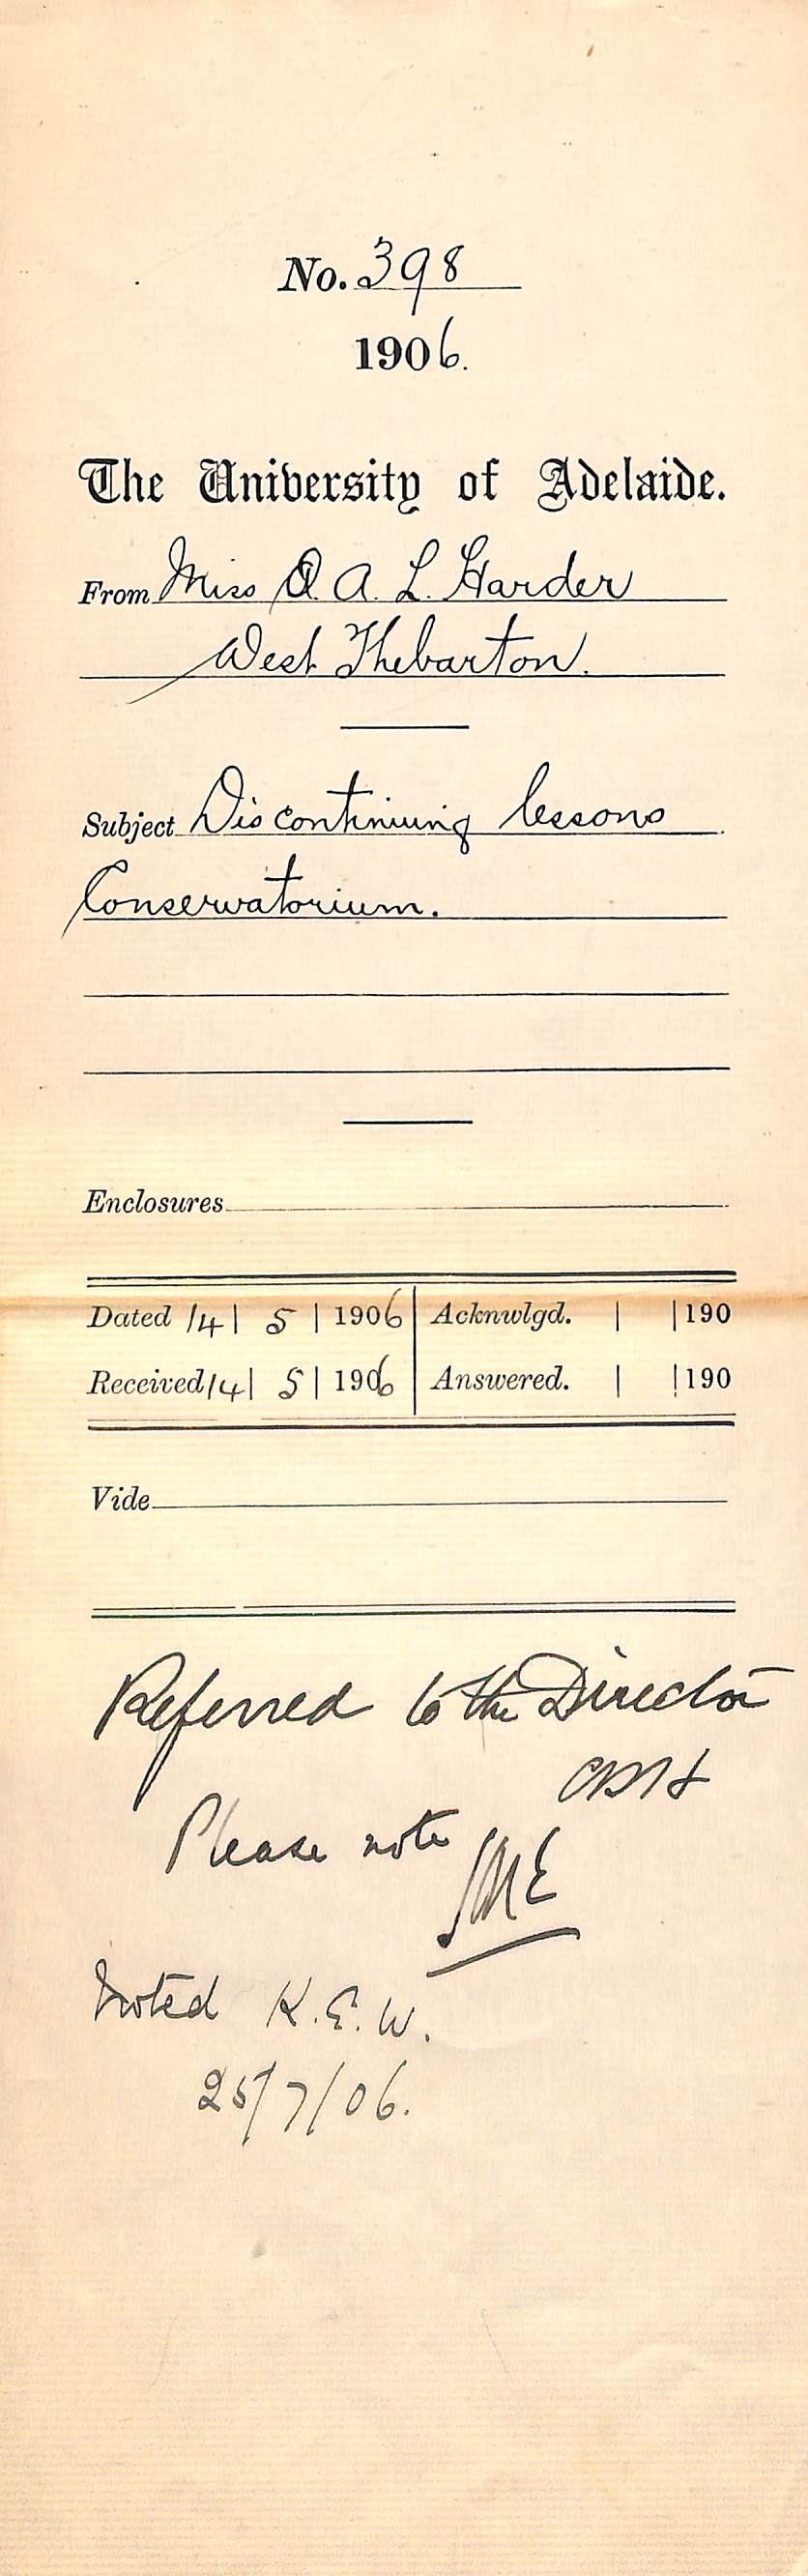 No. 398
1906.
The University of Adelaide.
From Miss A. L. Harder
West Thebarton.
Subject Discontinuing lessons
Conservatorium.
Enclosures
Dated 14 | 5 | 1906 | Acknwlgd. | | 190
Received 14 | 5 | 1906 | Answered. | | 190
Vide
Referred to the Director
Please note
Noted K.E.W.
25/7/06.